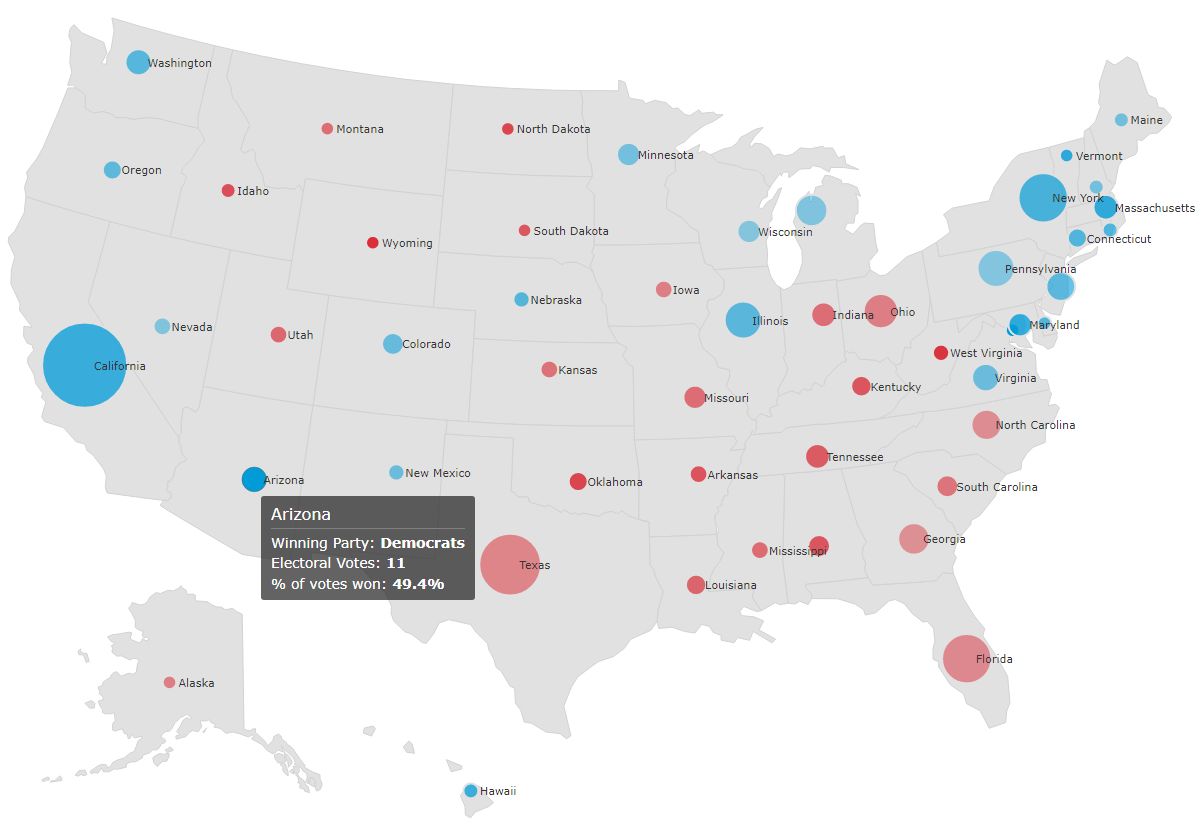 Washington
Maine
Montana
North Dakota
Minnesota
Vermont
Oregon
Idaho
New York
Massachusetts
South Dakota
Wisconsin
Wyoming
Connecticut
Pennsylvania
Iowa
Nebraska
Ohio
Indiana
Illinois
Nevada
Maryland
Utah
Colorado
West Virginia
California
Kansas
Virginia
Kentucky
Missouri
North Carolina
Tennessee
New Mexico
Arkansas
Arizona
Oklahoma
South Carolina
Arizona
Winning Party: Democrats
Electoral Votes: 11
% of votes won: 49.4%
Georgia
Mississippi
Texas
Louisiana
Florida
Alaska
Hawaii